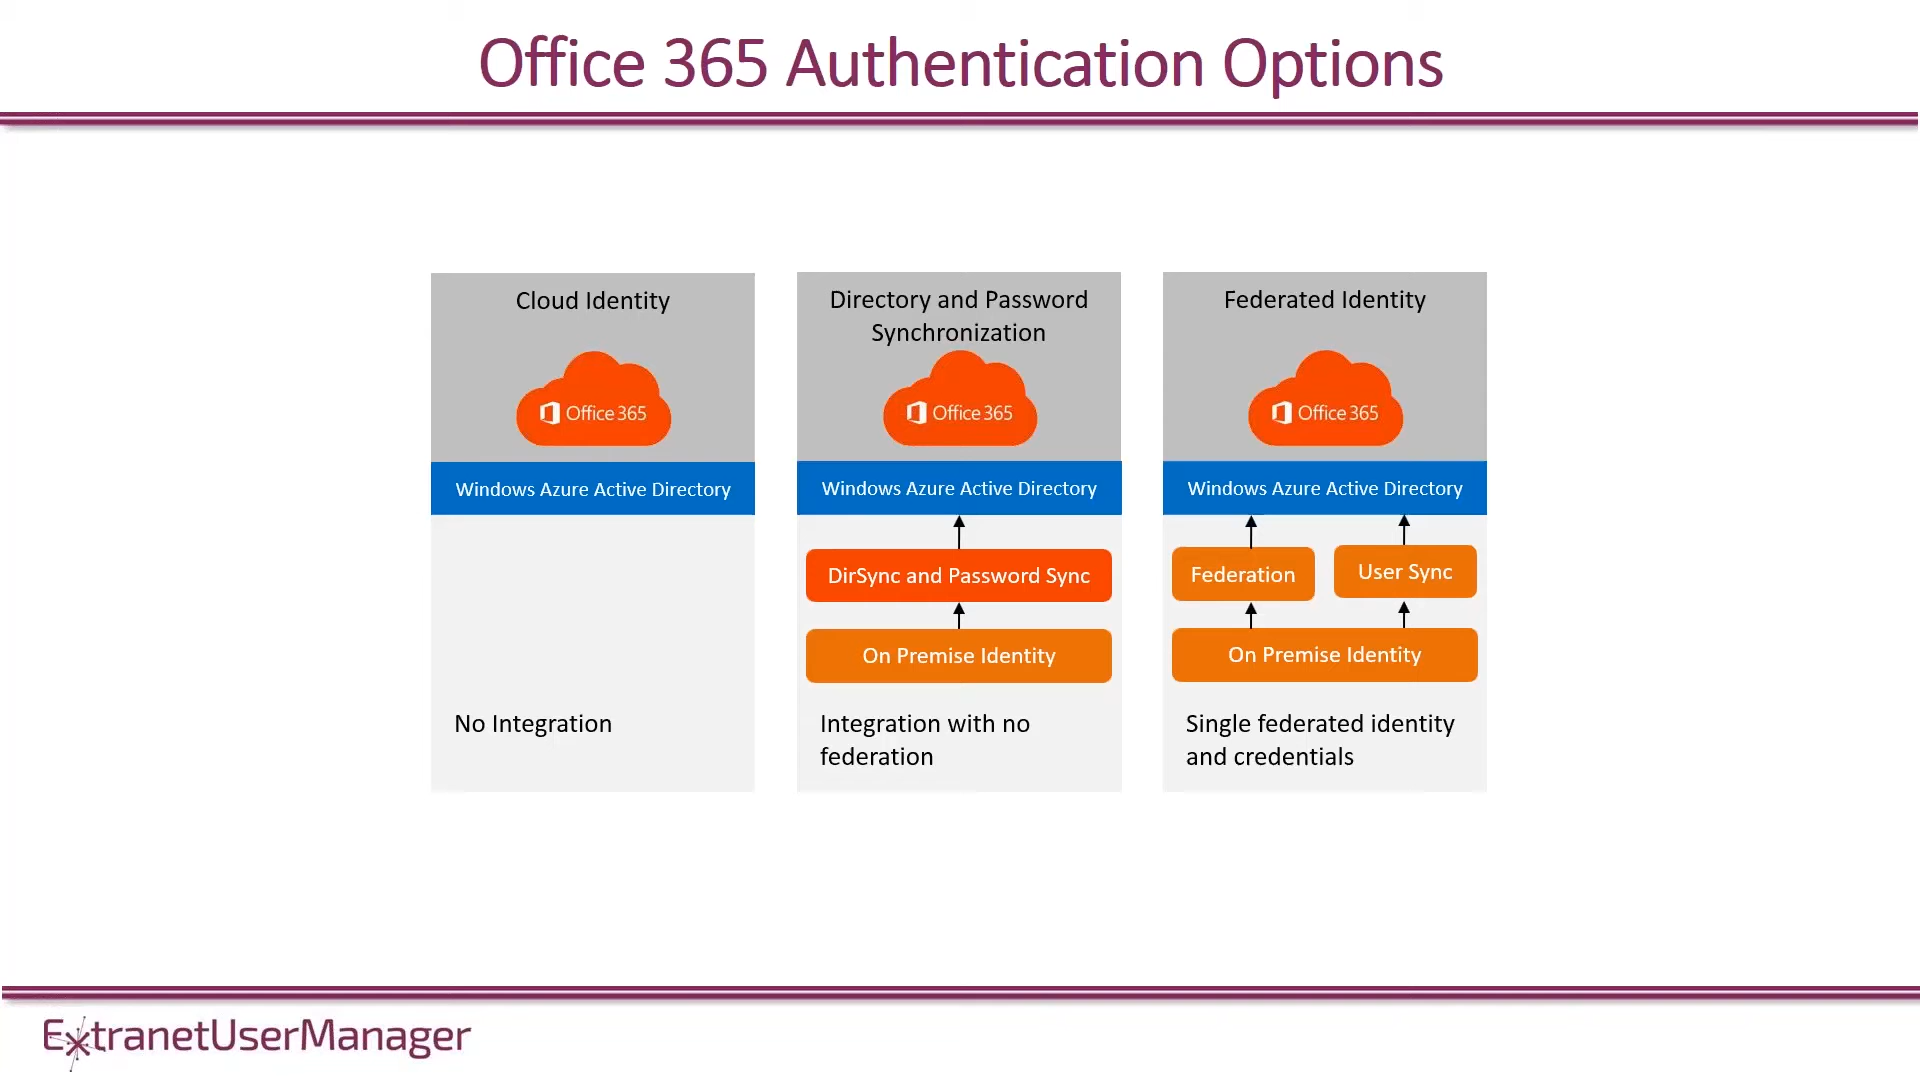 Office 365 Authentication Options
Cloud Identity
Office 365
Windows Azure Active Directory
No Integration
Directory and Password
Synchronization
Office 365
Windows Azure Active Directory
DirSync and Password Sync
On Premise Identity
Integration with no
federation
Federated Identity
Office 365
Windows Azure Active Directory
Federation
User Sync
On Premise Identity
Single federated identity
and credentials
ExtranetUserManager